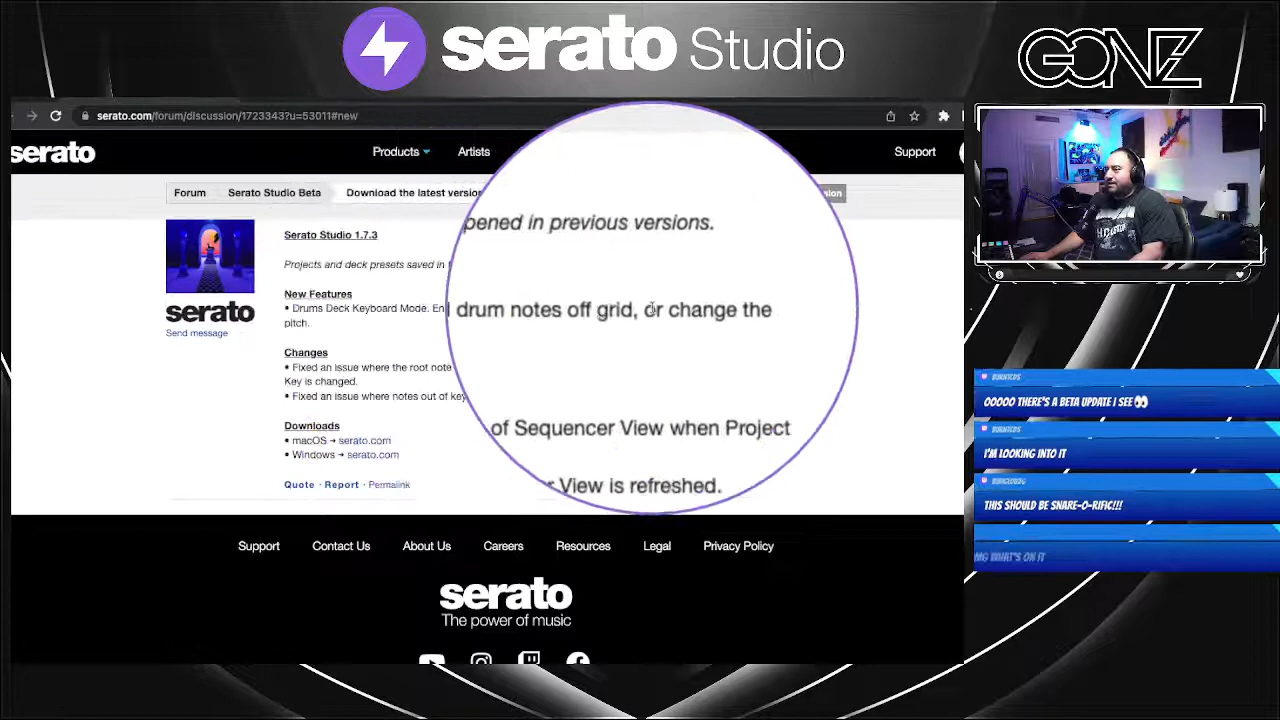 serato Studio
GONZ
serato.com/forum/discussion/1723343?u=53011#new
serato
Products
Artists
Support
Forum
Serato Studio Beta
Download the latest version
Serato Studio 1.7.3
Projects and deck presets saved in
pened in previous versions.
New Features
• Drums Deck Keyboard Mode. En
drum notes off grid, or change the
pitch.
Changes
• Fixed an issue where the root note
of Sequencer View when Project
Key is changed.
• Fixed an issue where notes out of key
View is refreshed.
serato
Send message
Downloads
• macOS → serato.com
• Windows → serato.com
Quote · Report · Permalink
Support
Contact Us
About Us
Careers
Resources
Legal
Privacy Policy
serato
The power of music
OOOOO THERE'S A BETA UPDATE I SEE👀
I'M LOOKING INTO IT
THIS SHOULD BE SNARE-O-RIFIC!!!
MG WHAT'S ON IT